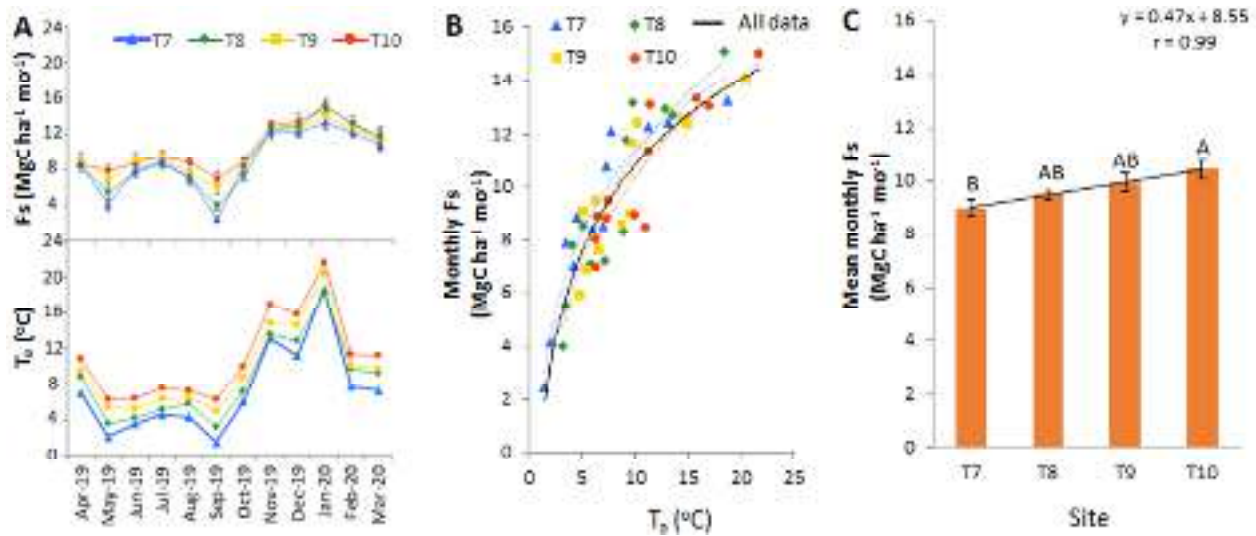 A
T7 T8 T9 T10
24
20
16
12
8
4
Fs (MgC ha⁻¹ mo⁻¹)
24
16
12
8
4
0
(°C)
Apr-19 May-19 Jun-19 Jul-19 Aug-19 Sep-19 Oct-19 Nov-19 Dec-19 Jan-20 Feb-20 Mar-20
B
T7 T8 All data
T9 T10
16
14
12
10
8
6
4
2
0
Monthly Fs
(MgC ha⁻¹ mo⁻¹)
0 5 10 15 20 25
(°C)
C
y = 0.47x + 8.55
r = 0.99
16
14
12
10
8
6
4
2
0
Mean monthly Fs
(MgC ha⁻¹ mo⁻¹)
B AB AB A
T7 T8 T9 T10
Site